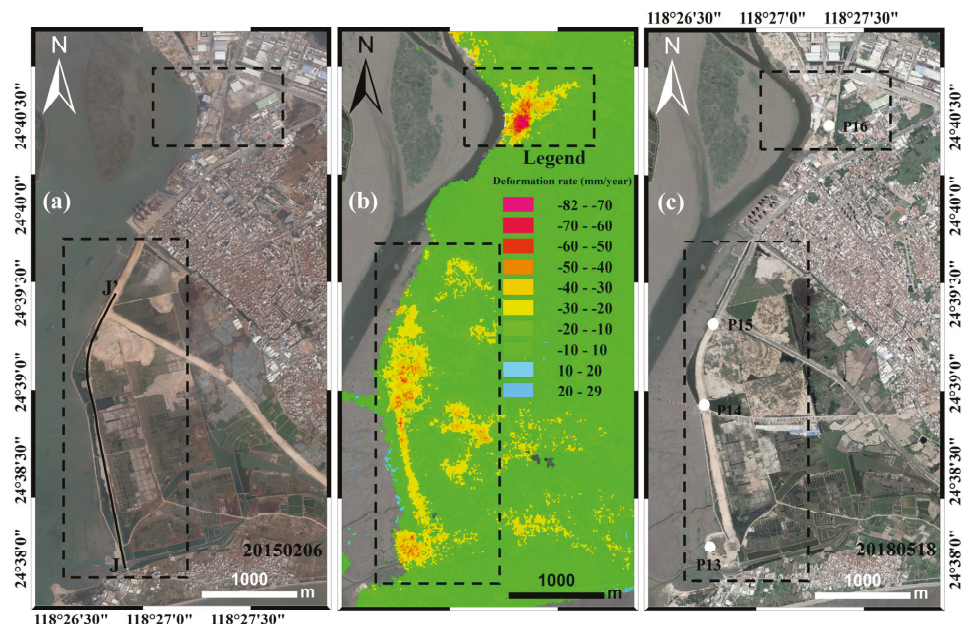 118°26'30" 118°27'0" 118°27'30"
N
N
N
24°40'30"
24°40'0"
24°39'30"
24°39'0"
24°38'30"
24°38'0"
(a)
J'
J
20150206
1000
m
118°26'30" 118°27'0" 118°27'30"
(b)
Legend
Deformation rate (mm/year)
-82 - -70
-70 - -60
-60 - -50
-50 - -40
-40 - -30
-30 - -20
-20 - -10
-10 - 10
10 - 20
20 - 29
1000
m
(c)
P16
P15
P14
P13
20180518
1000
m
24°40'30"
24°40'0"
24°39'30"
24°39'0"
24°38'30"
24°38'0"